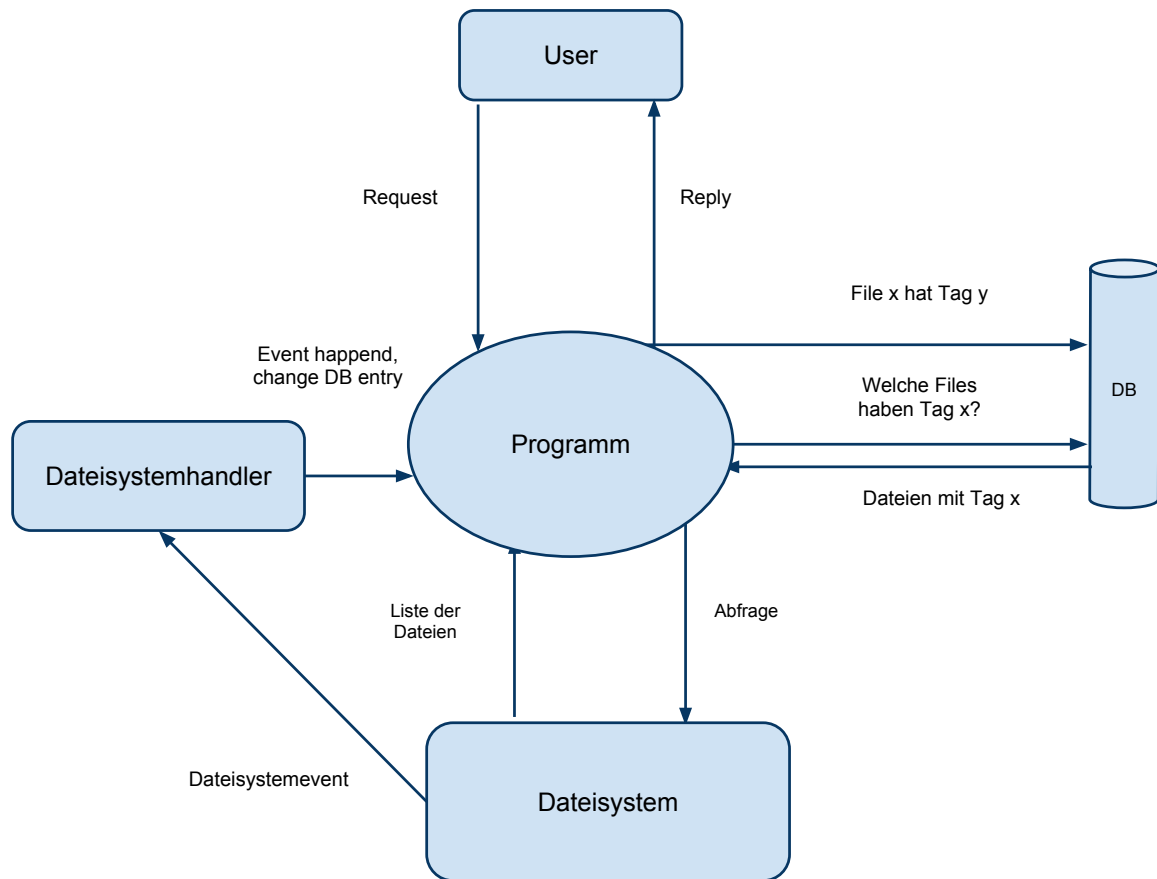 User
Request
Reply
File x hat Tag y
Event happend,
change DB entry
Welche Files
haben Tag x?
DB
Programm
Dateisystemhandler
Dateien mit Tag x
Liste der
Dateien
Abfrage
Dateisystemevent
Dateisystem